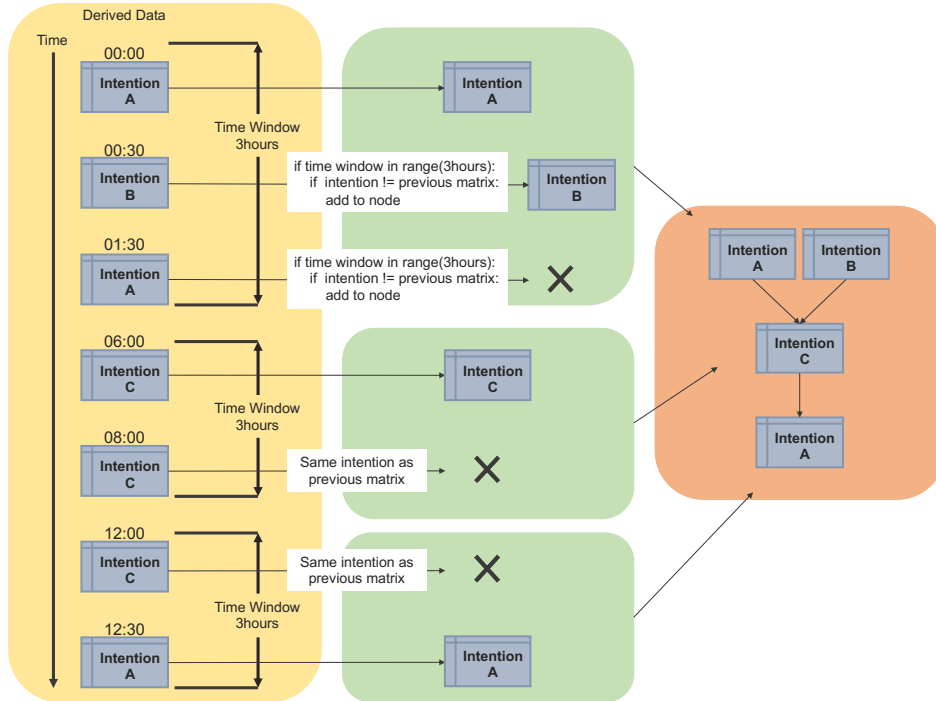 Derived Data
Time
00:00
Intention
A
Intention
A
Time Window
3hours
00:30
Intention
B
if time window in range(3hours):
if intention != previous matrix:
add to node
Intention
B
01:30
Intention
A
if time window in range(3hours):
if intention != previous matrix:
add to node
06:00
Intention
C
Intention
C
Time Window
3hours
08:00
Intention
C
Same intention as
previous matrix
12:00
Intention
C
Same intention as
previous matrix
Time Window
3hours
12:30
Intention
A
Intention
A
Intention
A
Intention
B
Intention
C
Intention
A